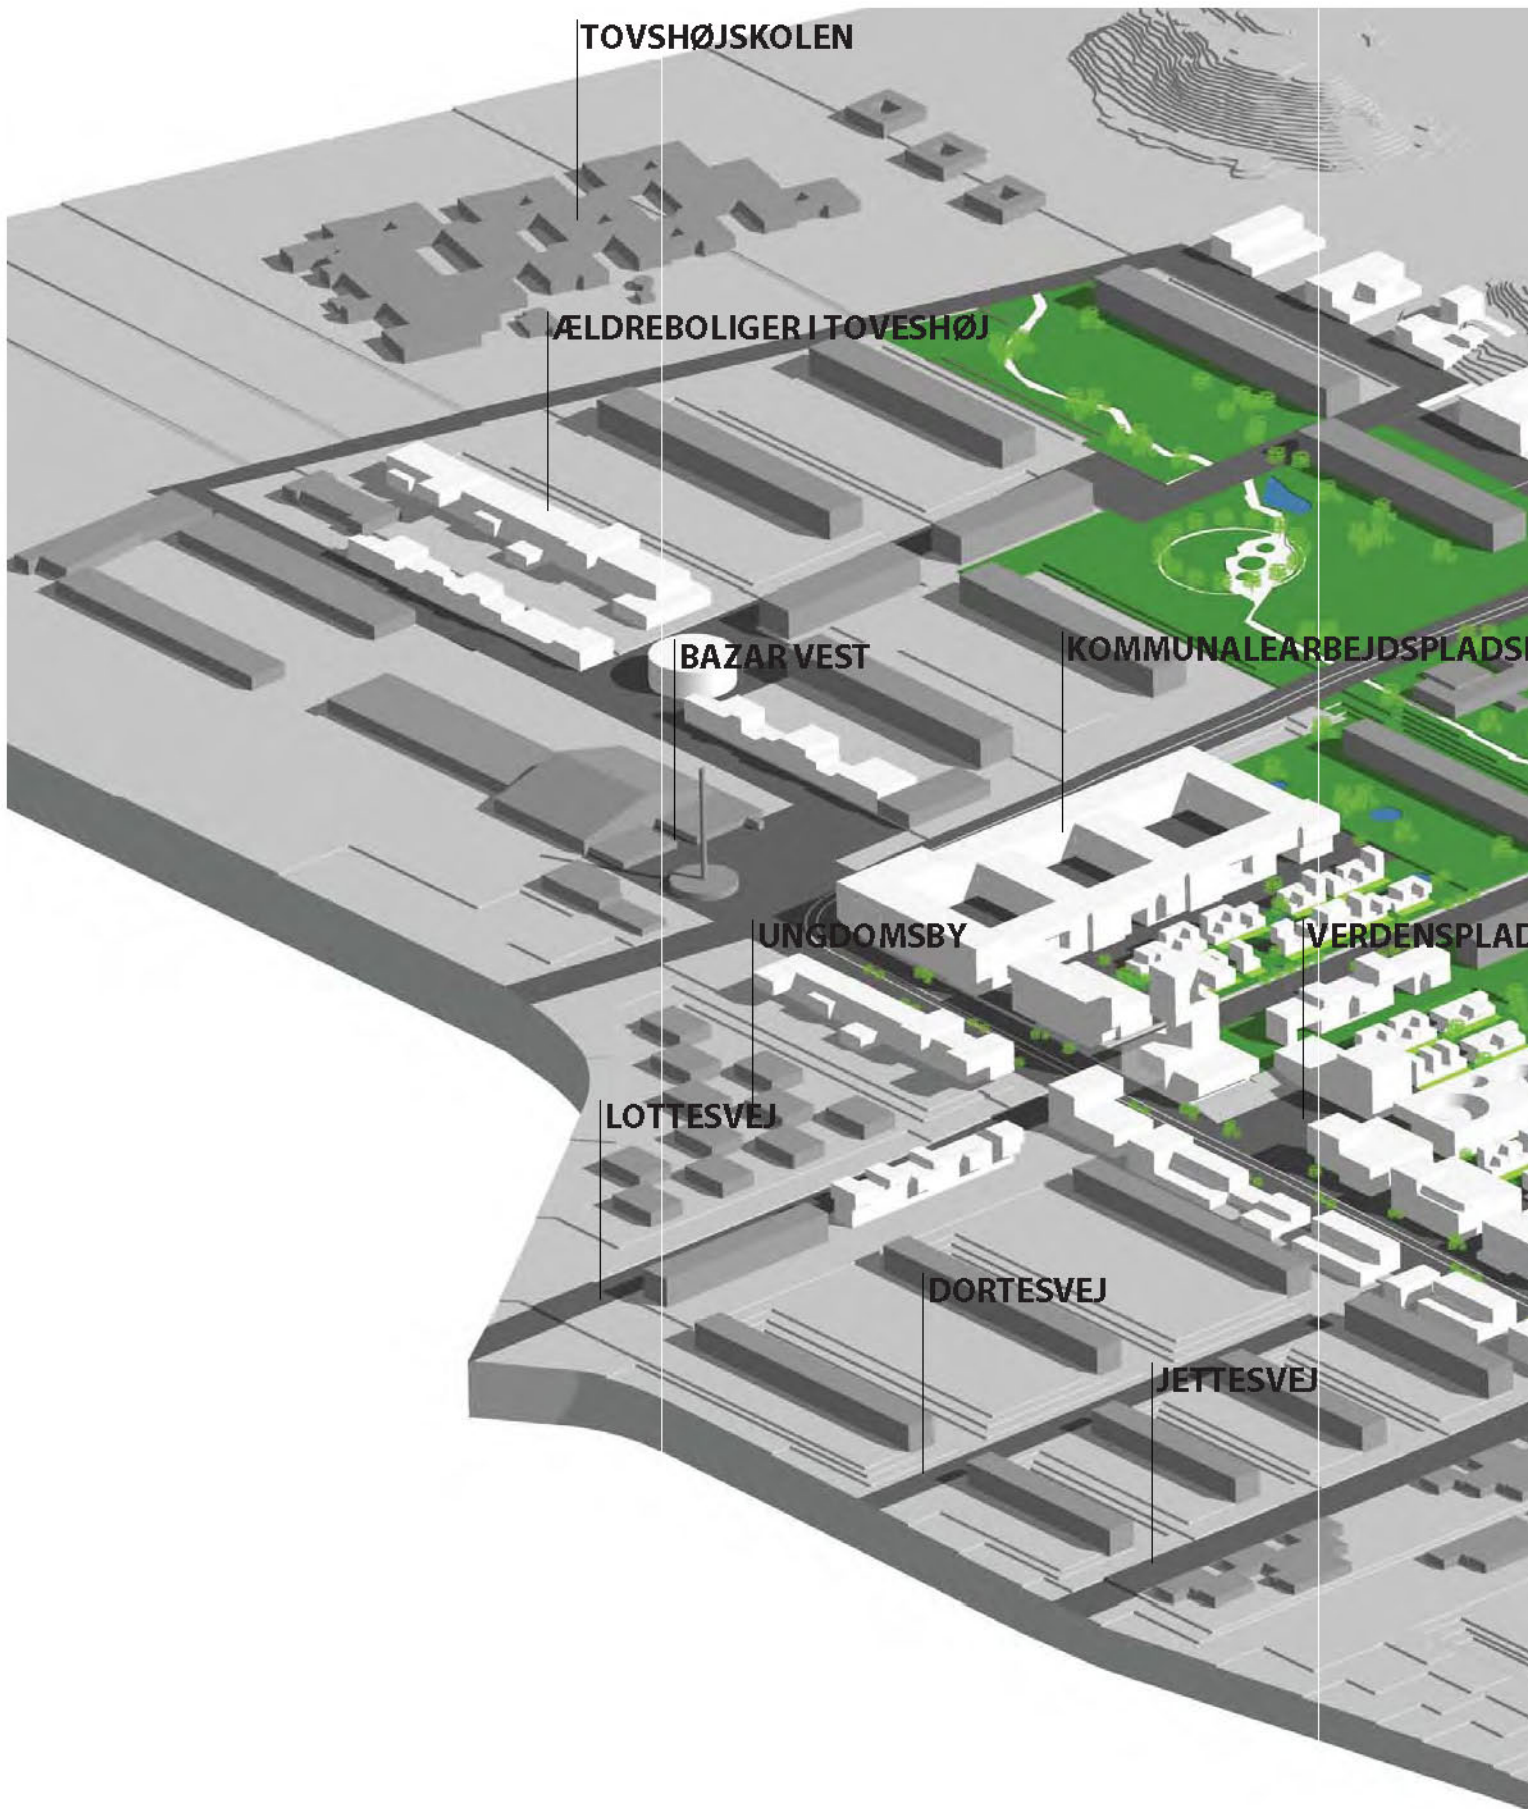 TOVSHØJSKOLEN
ÆLDREBOLIGER I TOVESHØJ
BAZAR VEST
KOMMUNALEARBEJDSPLADS
UNGDOMSBY
VERDENSPLAD
LOTTESVEJ
DORTESVEJ
JETTESVEJ